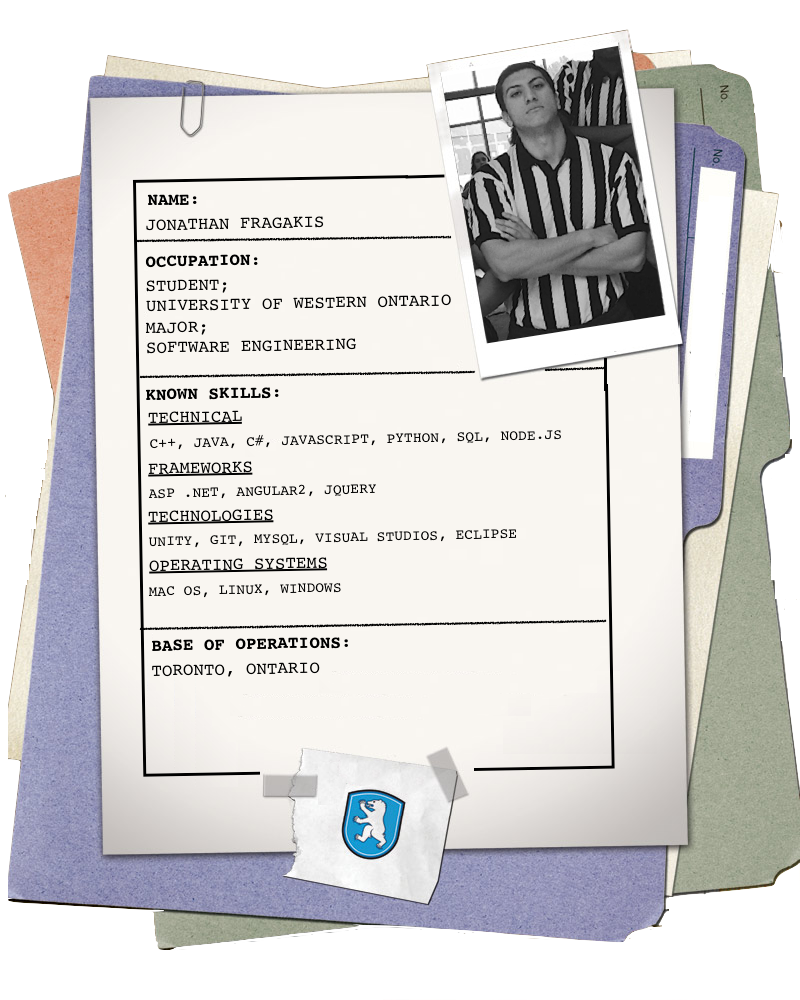 No.
No.
NAME:
JONATHAN FRAGAKIS
OCCUPATION:
STUDENT;
UNIVERSITY OF WESTERN ONTARIO
MAJOR;
SOFTWARE ENGINEERING
KNOWN SKILLS:
TECHNICAL
C++, JAVA, C#, JAVASCRIPT, PYTHON, SQL, NODE.JS
FRAMEWORKS
ASP .NET, ANGULAR2, JQUERY
TECHNOLOGIES
UNITY, GIT, MYSQL, VISUAL STUDIOS, ECLIPSE
OPERATING SYSTEMS
MAC OS, LINUX, WINDOWS
BASE OF OPERATIONS:
TORONTO, ONTARIO